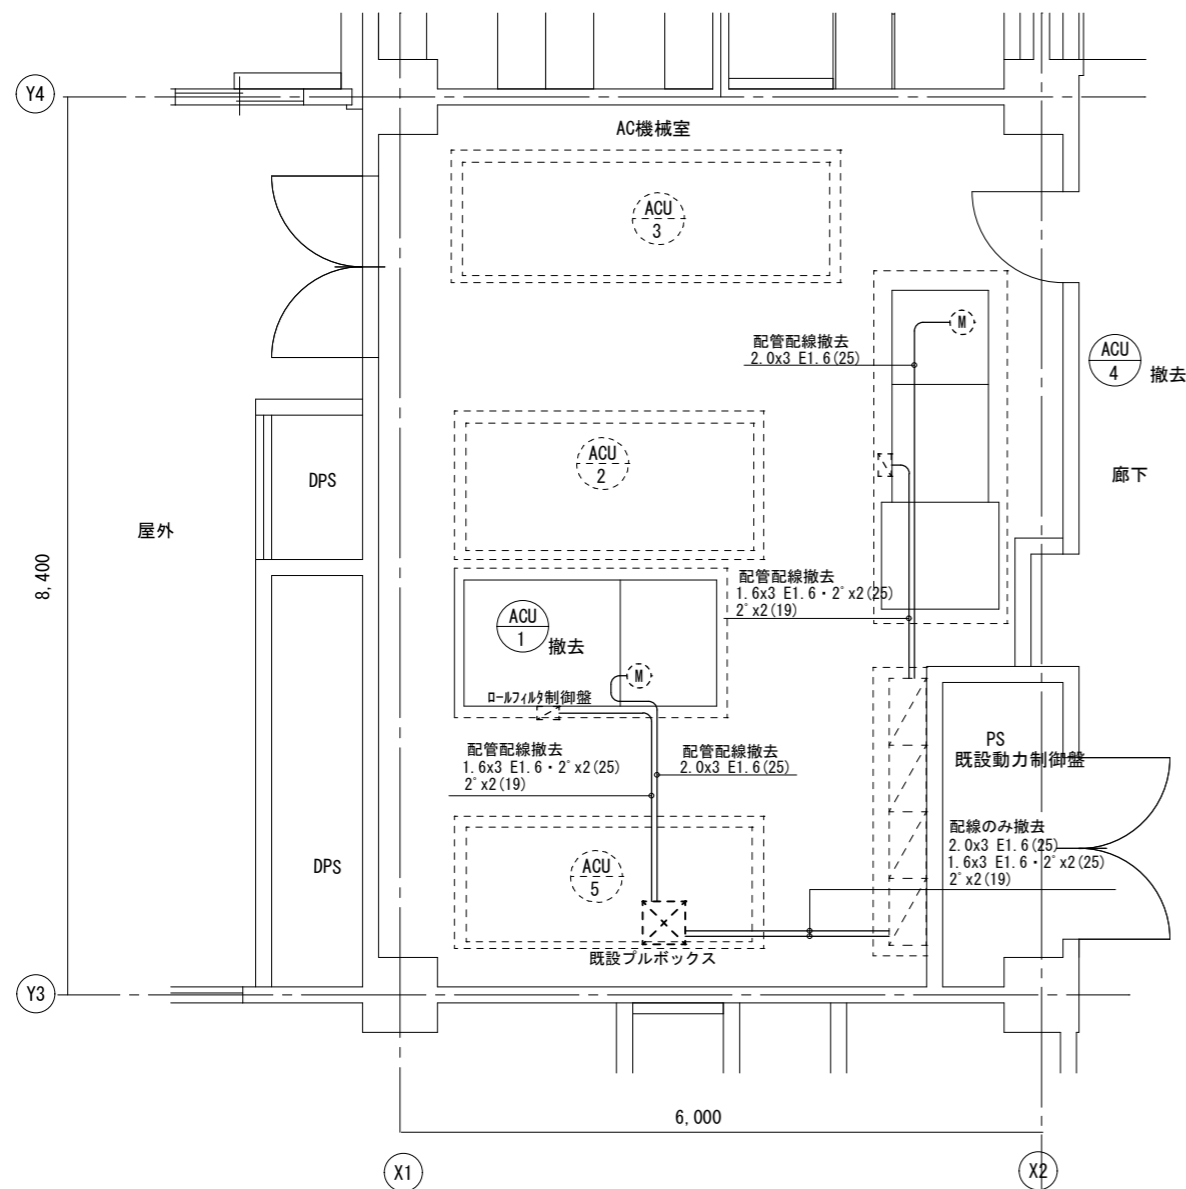 Y4
AC機械室
ACU
3
M
配管配線撤去
2.0x3 E1.6(25)
ACU
4
撤去
ACU
2
DPS
廊下
屋外
8,400
配管配線撤去
1.6x3 E1.6・2゜x2(25)
2゜x2(19)
ACU
1
撤去
M
ロールフィルタ制御盤
PS
既設動力制御盤
配管配線撤去
1.6x3 E1.6・2゜x2(25)
2゜x2(19)
配管配線撤去
2.0x3 E1.6(25)
配線のみ撤去
2.0x3 E1.6(25)
1.6x3 E1.6・2゜x2(25)
2゜x2(19)
DPS
ACU
5
既設プルボックス
Y3
6,000
X1
X2